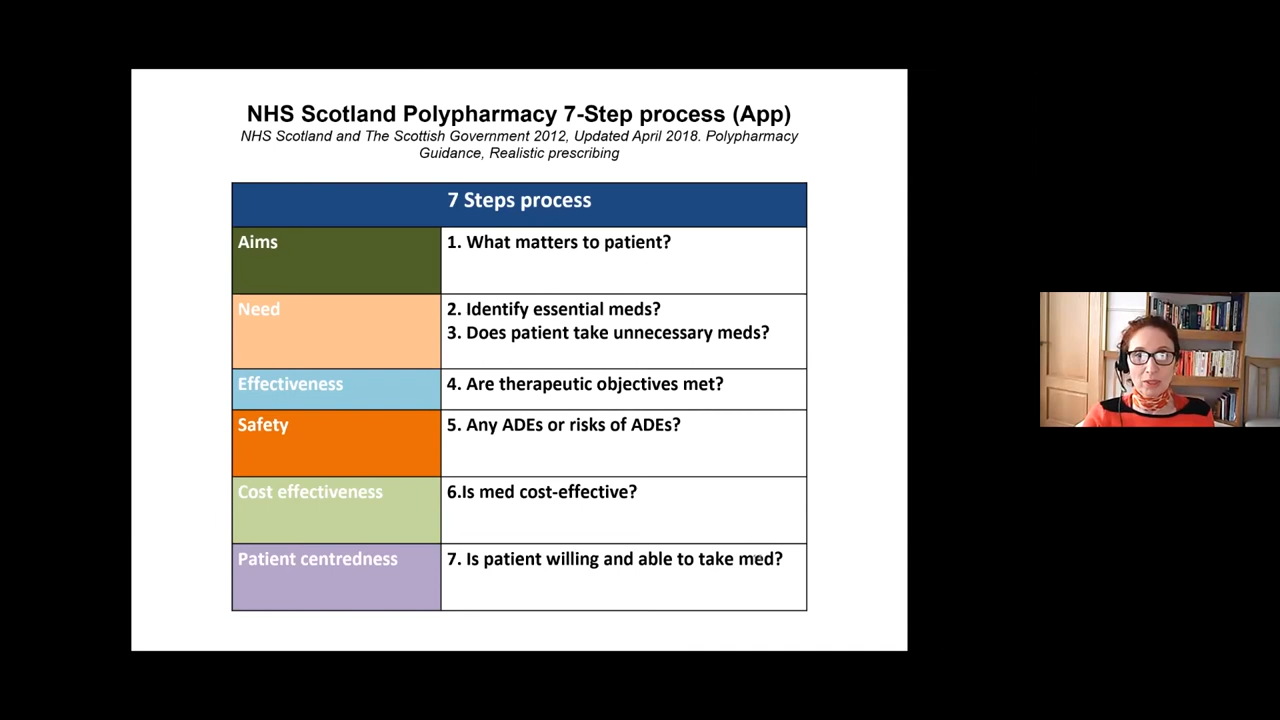 NHS Scotland Polypharmacy 7-Step process (App)
NHS Scotland and The Scottish Government 2012, Updated April 2018. Polypharmacy
Guidance, Realistic prescribing
7 Steps process
Aims
1. What matters to patient?
Need
2. Identify essential meds?
3. Does patient take unnecessary meds?
Effectiveness
4. Are therapeutic objectives met?
Safety
5. Any ADEs or risks of ADEs?
Cost effectiveness
6.Is med cost-effective?
Patient centredness
7. Is patient willing and able to take med?